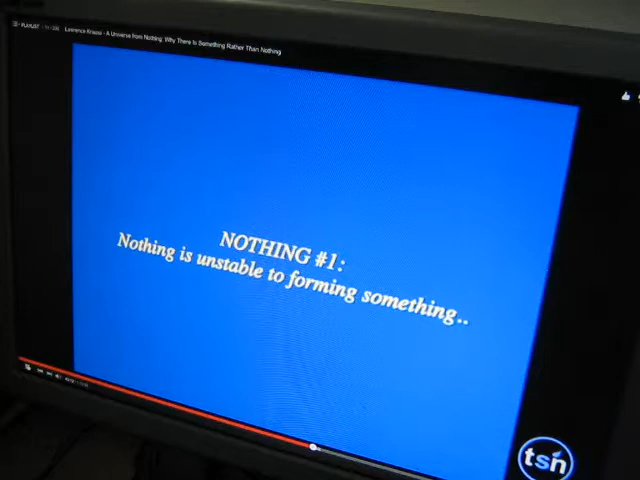 PLAYLIST
Lawrence Krauss - A Universe from Nothing: Why There Is Something Rather Than Nothing
NOTHING #1:
Nothing is unstable to forming something..
tsn